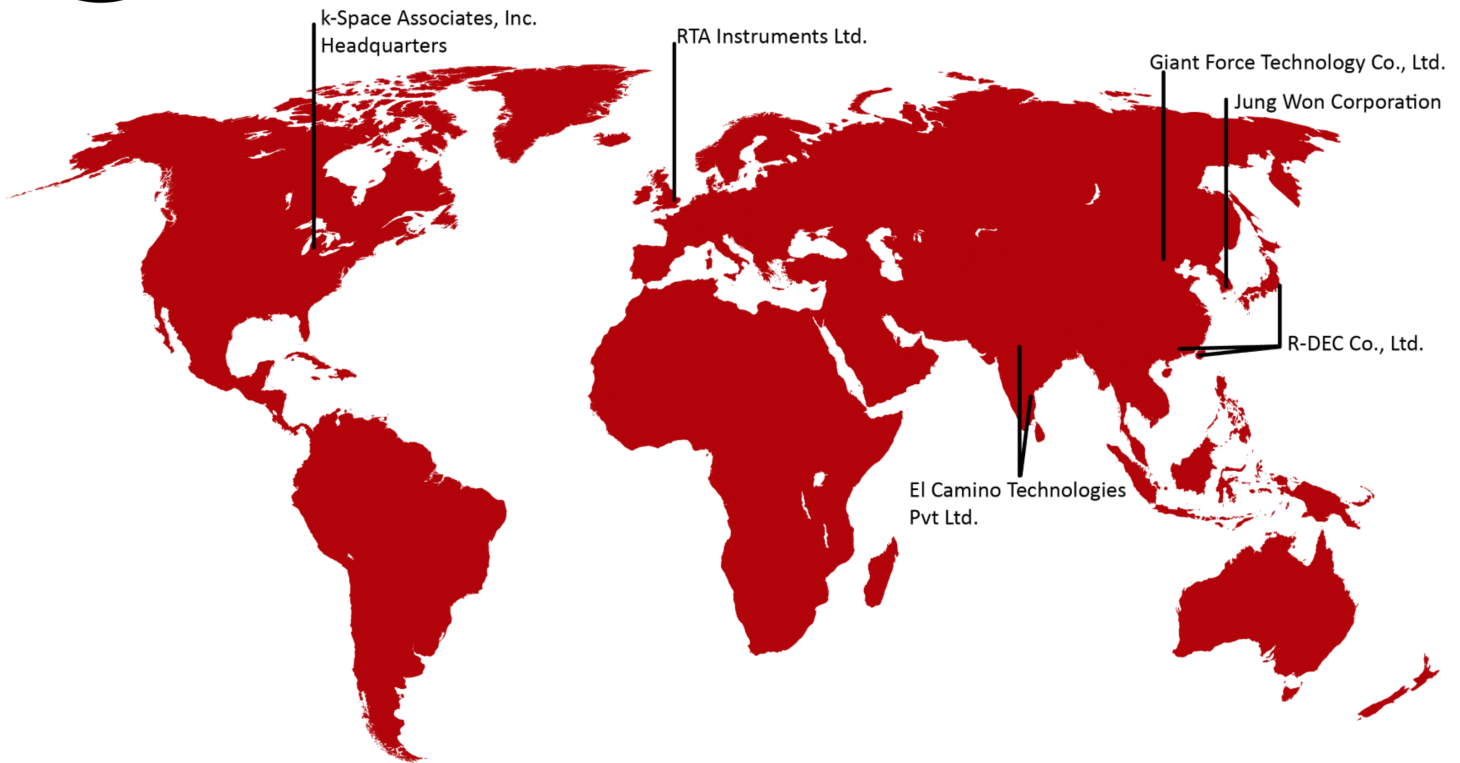 k-Space Associates, Inc.
Headquarters
RTA Instruments Ltd.
Giant Force Technology Co., Ltd.
Jung Won Corporation
R-DEC Co., Ltd.
El Camino Technologies
Pvt Ltd.